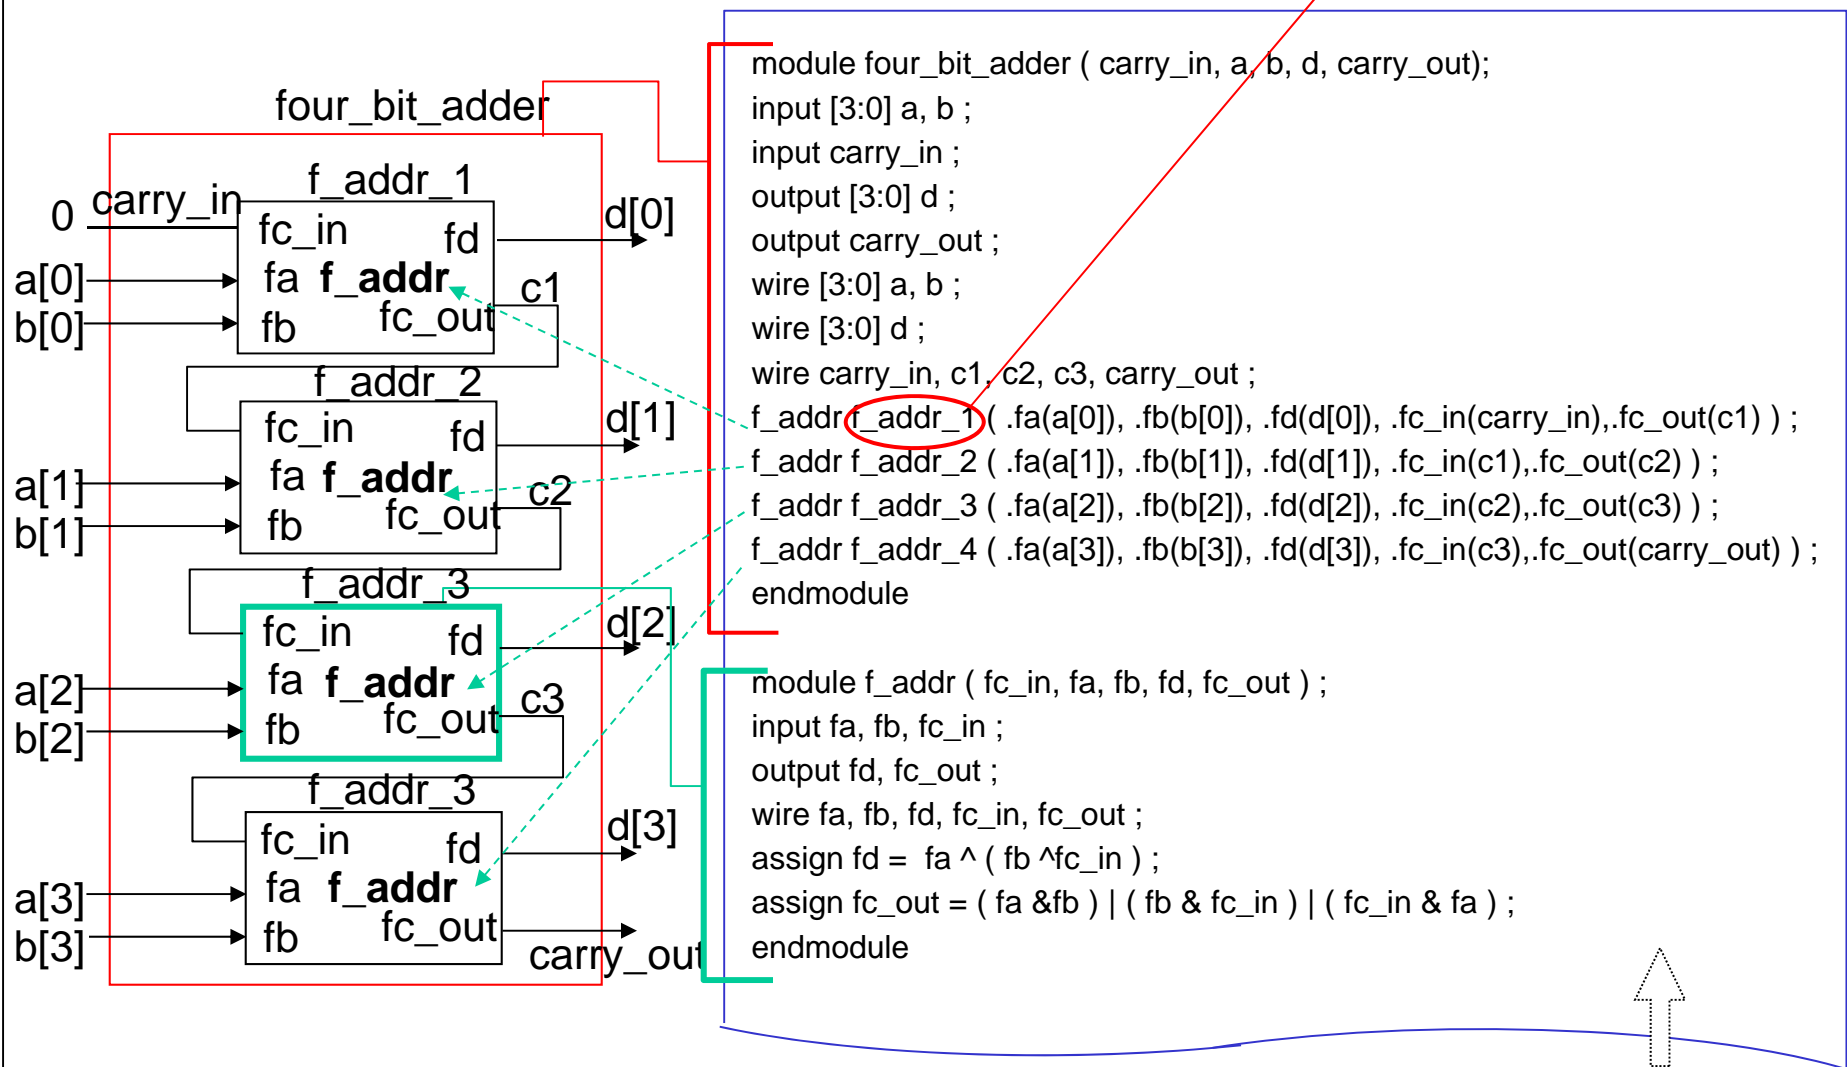 four_bit_adder
f_addr_1
0 carry_in
fc_in fd
d[0]
a[0]
fa f_addr
c1
b[0]
fb fc_out
f_addr_2
fc_in fd
d[1]
a[1]
fa f_addr
c2
b[1]
fb fc_out
f_addr_3
fc_in fd
d[2]
a[2]
fa f_addr
c3
b[2]
fb fc_out
f_addr_3
fc_in fd
d[3]
a[3]
fa f_addr
b[3]
fb fc_out
carry_out
module four_bit_adder ( carry_in, a, b, d, carry_out);
input [3:0] a, b ;
input carry_in ;
output [3:0] d ;
output carry_out ;
wire [3:0] a, b ;
wire [3:0] d ;
wire carry_in, c1, c2, c3, carry_out ;
f_addr f_addr_1 ( .fa(a[0]), .fb(b[0]), .fd(d[0]), .fc_in(carry_in),.fc_out(c1) ) ;
f_addr f_addr_2 ( .fa(a[1]), .fb(b[1]), .fd(d[1]), .fc_in(c1),.fc_out(c2) ) ;
f_addr f_addr_3 ( .fa(a[2]), .fb(b[2]), .fd(d[2]), .fc_in(c2),.fc_out(c3) ) ;
f_addr f_addr_4 ( .fa(a[3]), .fb(b[3]), .fd(d[3]), .fc_in(c3),.fc_out(carry_out) ) ;
endmodule
module f_addr ( fc_in, fa, fb, fd, fc_out ) ;
input fa, fb, fc_in ;
output fd, fc_out ;
wire fa, fb, fd, fc_in, fc_out ;
assign fd = fa ^ ( fb ^fc_in ) ;
assign fc_out = ( fa &fb ) | ( fb & fc_in ) | ( fc_in & fa ) ;
endmodule